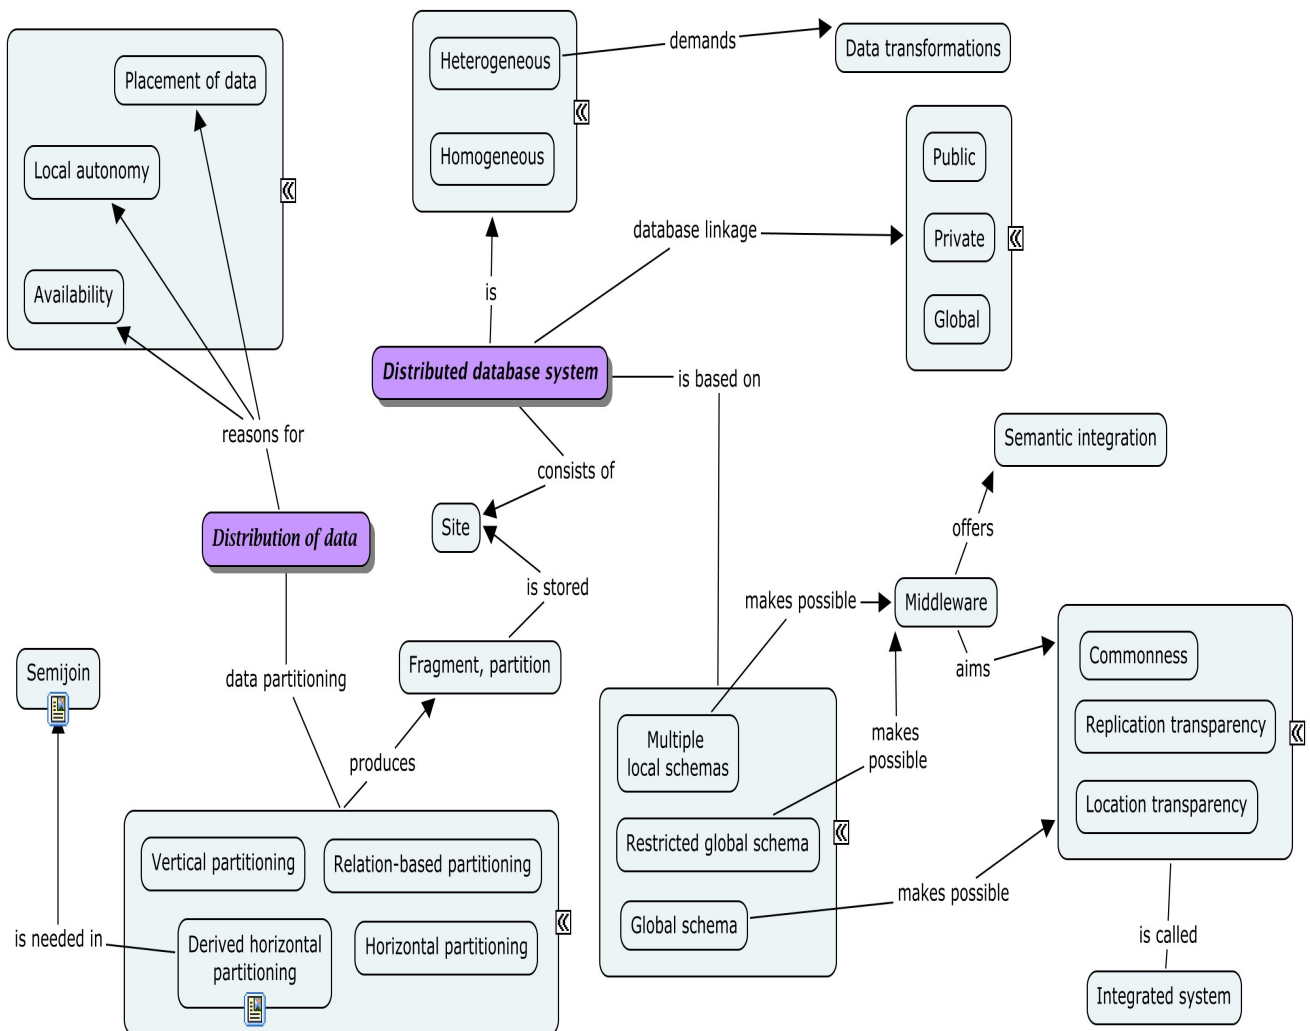 Heterogeneous
demands
Data transformations
Homogeneous
Placement of data
Local autonomy
Availability
Public
Private
Global
database linkage
is
Distributed database system
is based on
reasons for
consists of
Semantic integration
Distribution of data
Site
offers
is stored
makes possible
Middleware
Semijoin
data partitioning
Fragment, partition
aims
Commonness
Replication transparency
Location transparency
Multiple
local schemas
makes
possible
produces
Restricted global schema
Global schema
makes possible
Vertical partitioning
Relation-based partitioning
is needed in
Derived horizontal
partitioning
Horizontal partitioning
is called
Integrated system